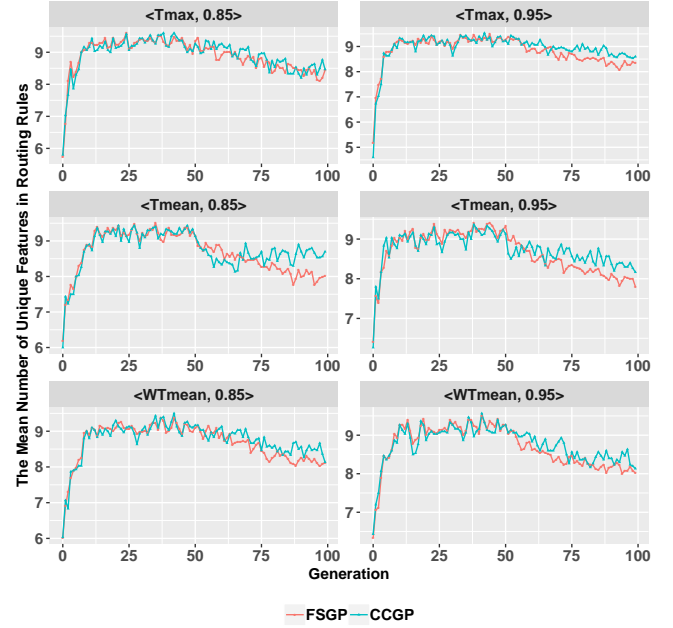 The Mean Number of Unique Features in Routing Rules
<Tmax, 0.85>
9
8
7
6
0 25 50 75 100
<Tmax, 0.95>
9
8
7
6
5
0 25 50 75 100
<Tmean, 0.85>
9
8
7
6
0 25 50 75 100
<Tmean, 0.95>
9
8
7
0 25 50 75 100
<WTmean, 0.85>
9
8
7
6
0 25 50 75 100
<WTmean, 0.95>
9
8
7
0 25 50 75 100
Generation
FSGP CCGP